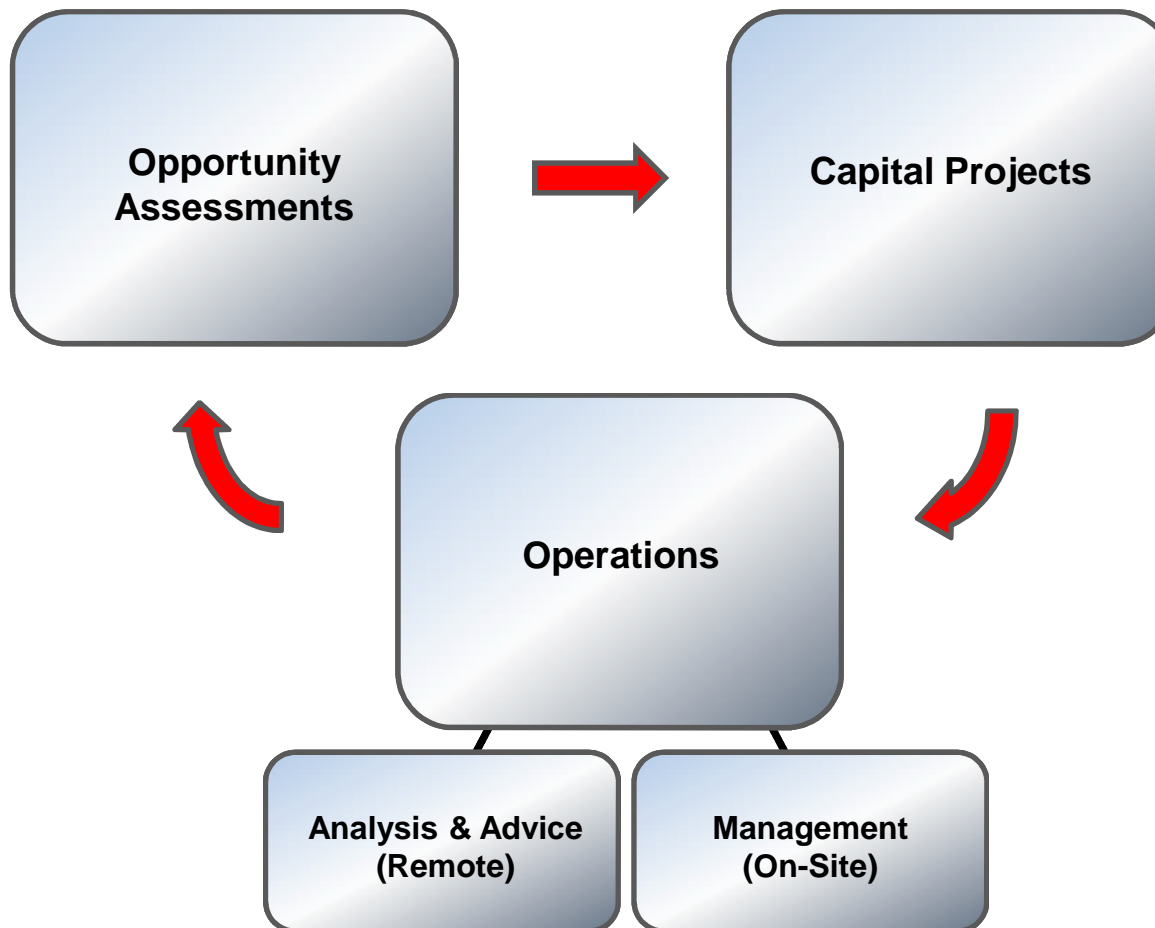 Opportunity
Assessments
Capital Projects
Operations
Analysis & Advice
(Remote)
Management
(On-Site)